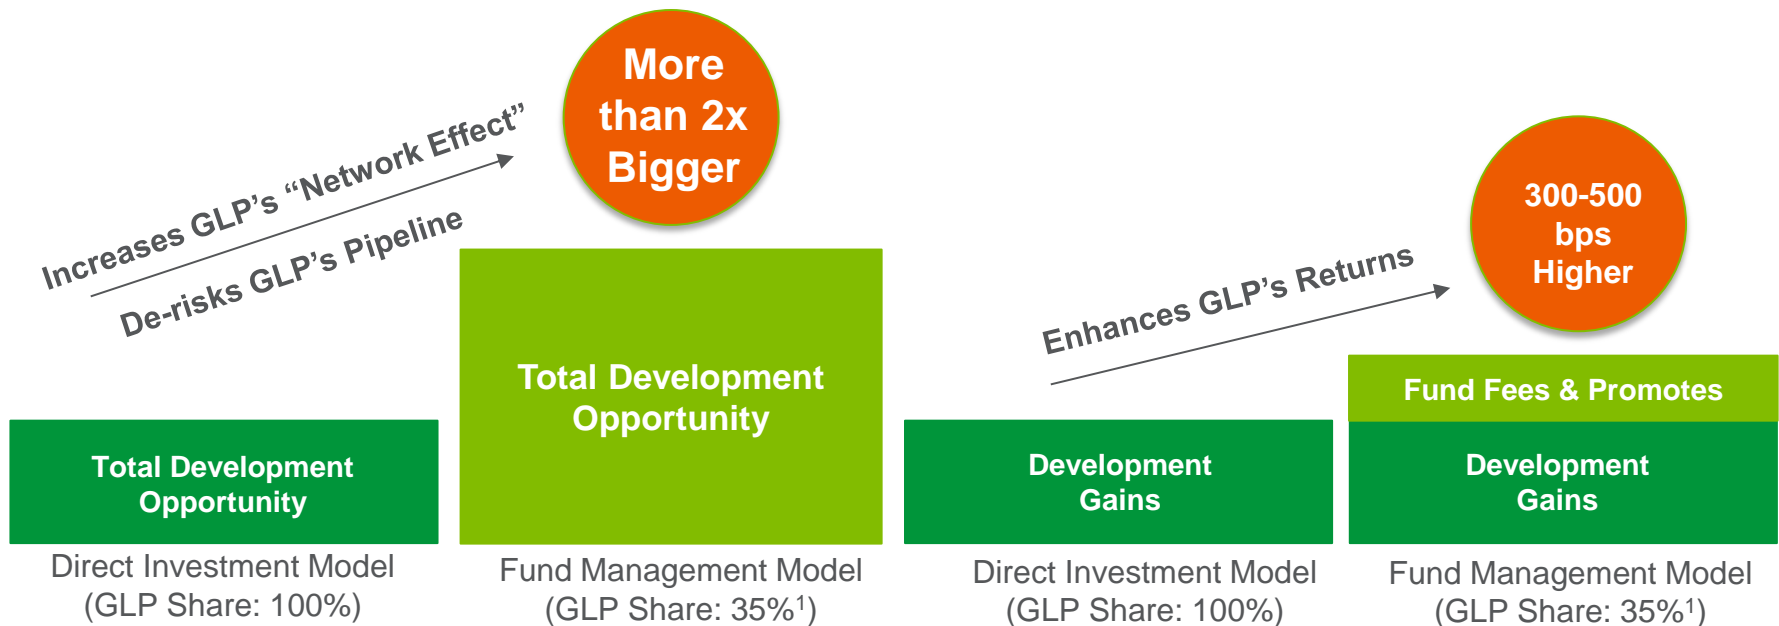 Increases GLP's “Network Effect”
De-risks GLP's Pipeline
More
than 2x
Bigger
Total Development
Opportunity
Direct Investment Model
(GLP Share: 100%)
Total Development
Opportunity
Fund Management Model
(GLP Share: 35%¹)
Enhances GLP's Returns
300-500
bps
Higher
Development
Gains
Direct Investment Model
(GLP Share: 100%)
Fund Fees & Promotes
Development
Gains
Fund Management Model
(GLP Share: 35%¹)